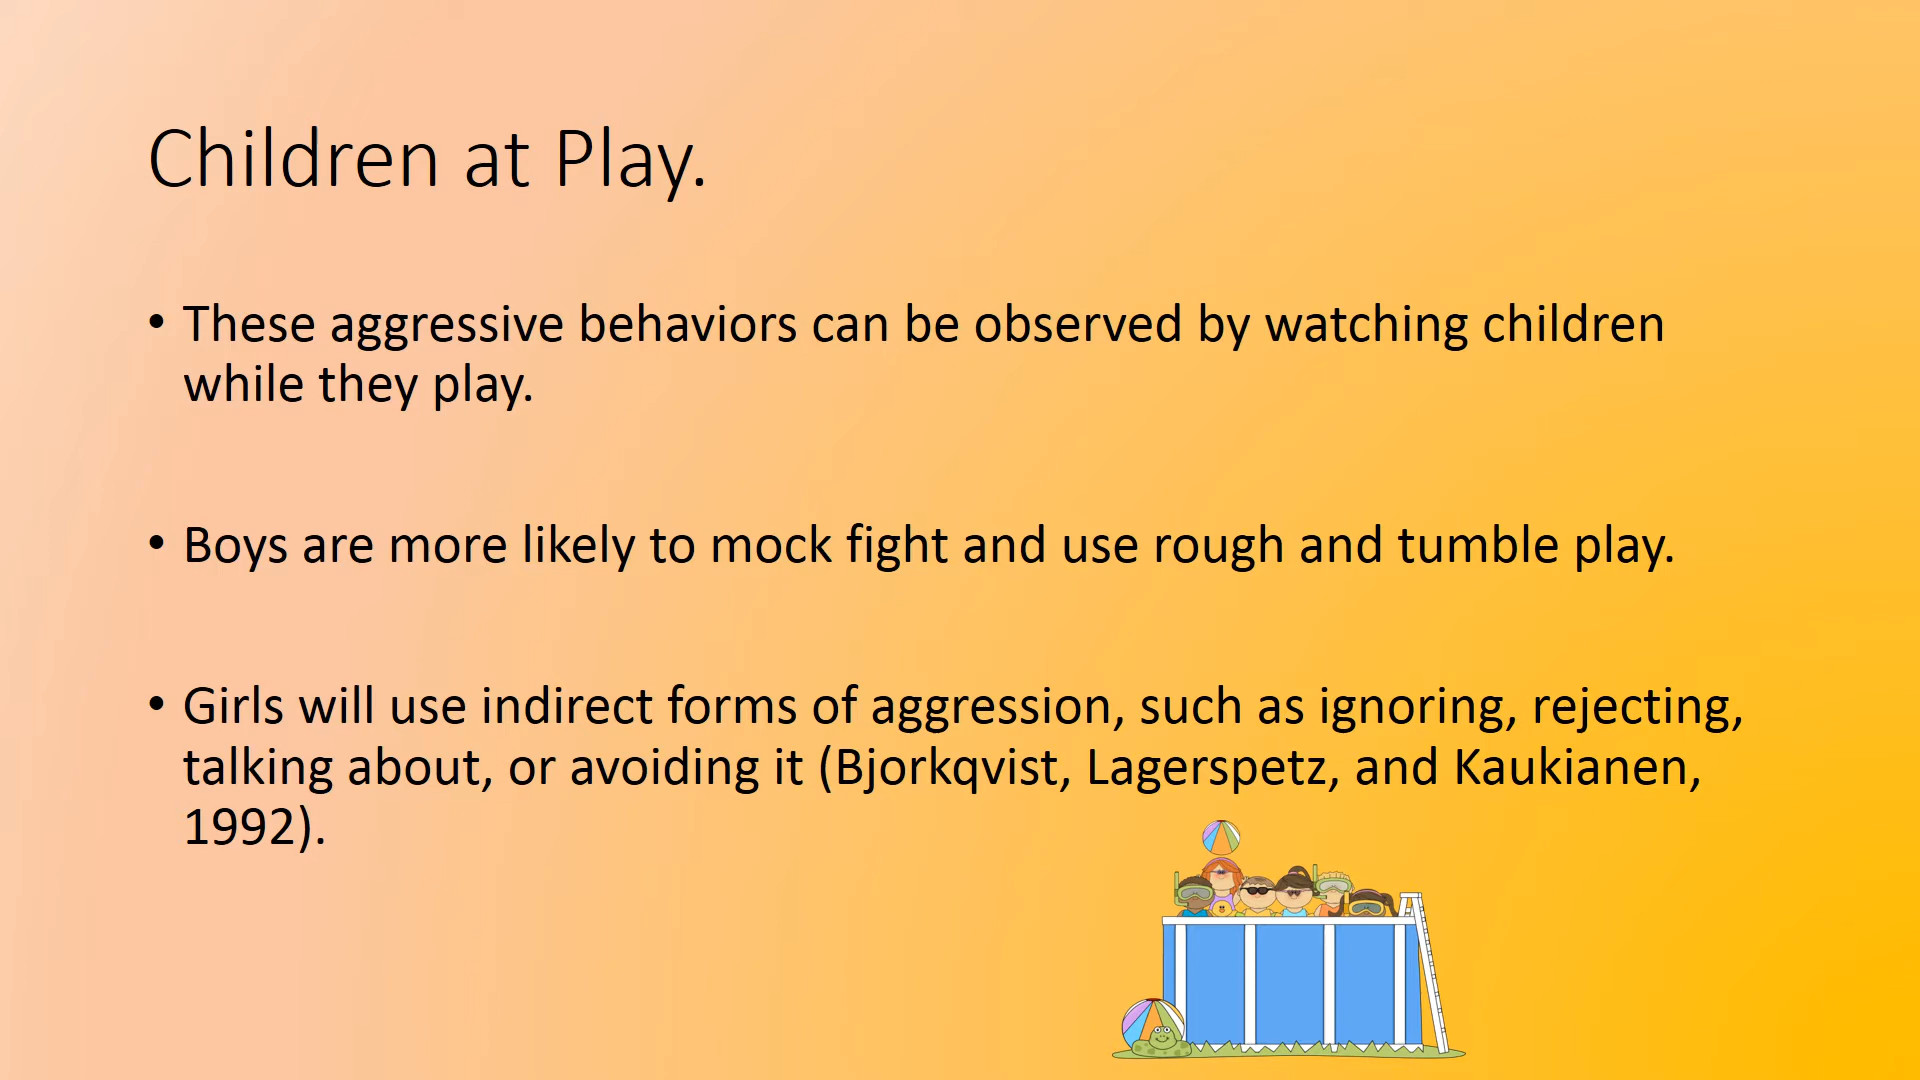 Children at Play.
• These aggressive behaviors can be observed by watching children
while they play.
• Boys are more likely to mock fight and use rough and tumble play.
• Girls will use indirect forms of aggression, such as ignoring, rejecting,
talking about, or avoiding it (Bjorkqvist, Lagerspetz, and Kaukianen,
1992).